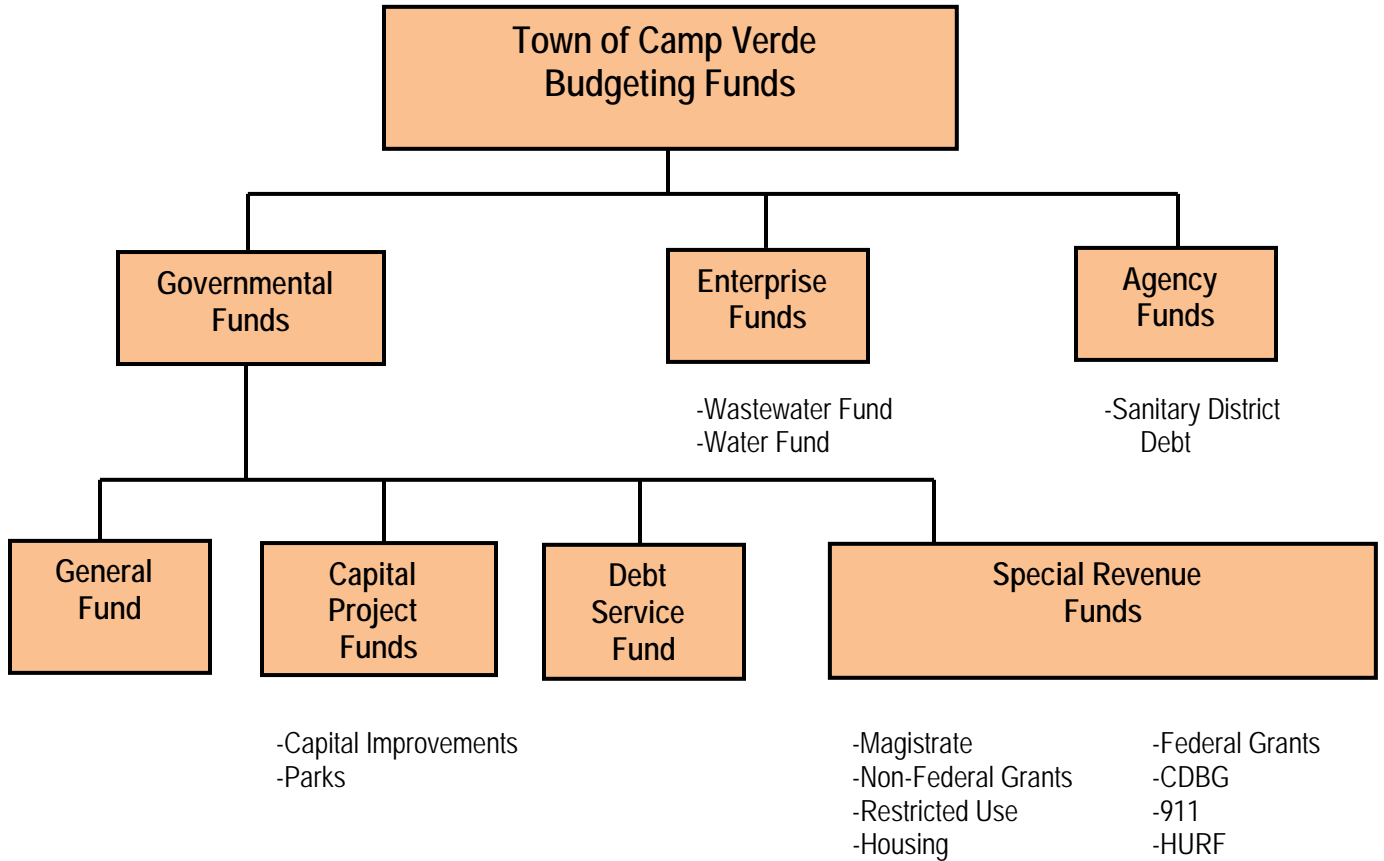 Town of Camp Verde
Budgeting Funds
Governmental
Funds
Enterprise
Funds
Agency
Funds
-Wastewater Fund
-Water Fund
-Sanitary District
Debt
General
Fund
Capital
Project
Funds
Debt
Service
Fund
Special Revenue
Funds
-Capital Improvements
-Parks
-Magistrate
-Non-Federal Grants
-Restricted Use
-Housing
-Federal Grants
-CDBG
-911
-HURF